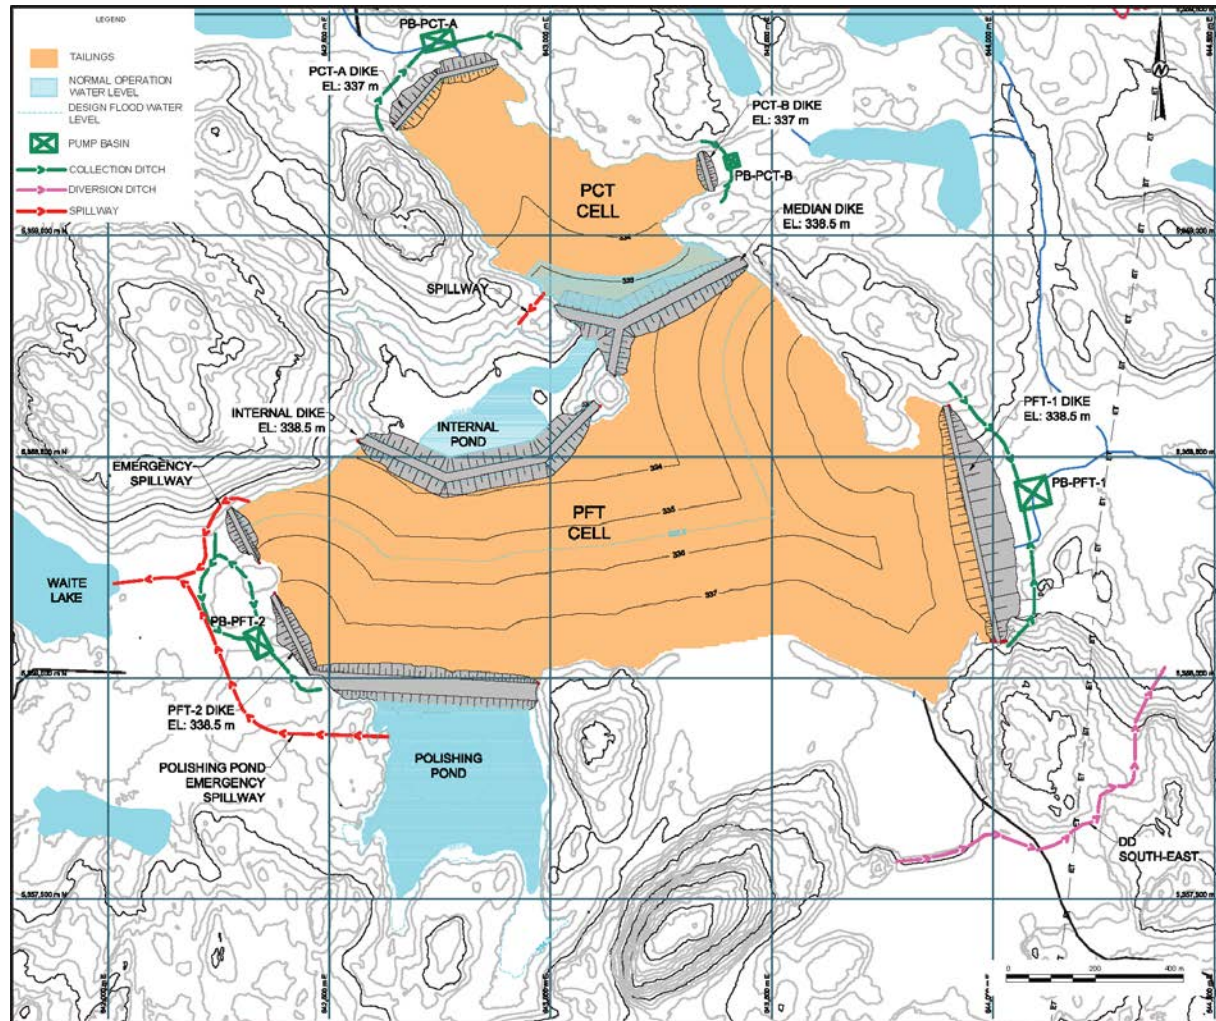 LEGEND
TAILINGS
NORMAL OPERATION
WATER LEVEL
DESIGN FLOOD WATER
LEVEL
PUMP BASIN
COLLECTION DITCH
DIVERSION DITCH
SPILLWAY
PB-PCT-A
PCT-A DIKE
EL: 337 m
N
PCT-B DIKE
EL: 337 m
PB-PCT-B
PCT
CELL
MEDIAN DIKE
EL: 338.5 m
SPILLWAY
INTERNAL DIKE
EL: 338.5 m
INTERNAL
POND
PFT-1 DIKE
EL: 338.5 m
EMERGENCY
SPILLWAY
334
PB-PFT-1
335
PFT
CELL
336
WAITE
LAKE
337
PB-PFT-2
PFT-2 DIKE
EL: 338.5 m
POLISHING
POND
POLISHING POND
EMERGENCY
SPILLWAY
DD
SOUTH-EAST
0 200 400 m